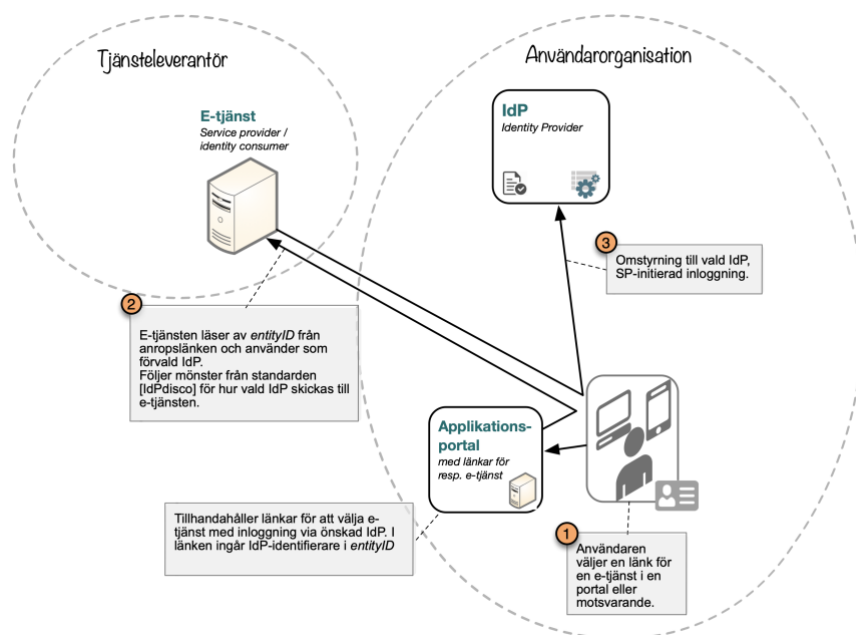 Tjänsteleverantör
Användarorganisation
E-tjänst
Service provider /
identity consumer
IdP
Identity Provider
3
Omstyrning till vald IdP,
SP-initierad inloggning.
2
E-tjänsten läser av entityID från
anropslänken och använder som
förvald IdP.
Följer mönster från standarden
[IdPdisco] för hur vald IdP skickas till
e-tjänsten.
Applikations-
portal
med länkar för
resp. e-tjänst
Tillhandahåller länkar för att välja e-
tjänst med inloggning via önskad IdP. I
länken ingår IdP-identifierare i entityID
1
Användaren
väljer en länk för
en e-tjänst i en
portal eller
motsvarande.